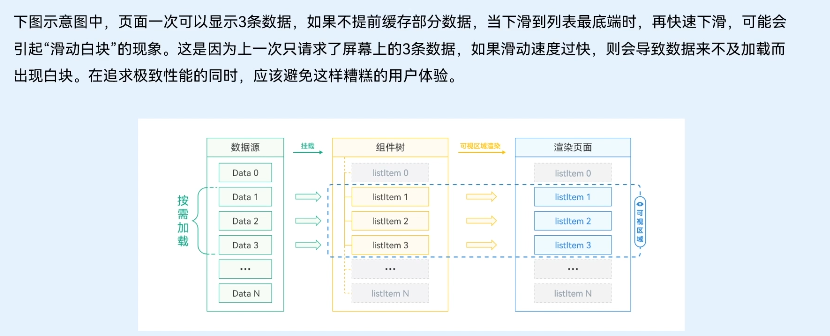 下图示意图中，页面一次可以显示3条数据，如果不提前缓存部分数据，当下滑到列表最底端时，再快速下滑，可能会
引起“滑动白块”的现象。这是因为上一次只请求了屏幕上的3条数据，如果滑动速度过快，则会导致数据来不及加载而
出现白块。在追求极致性能的同时，应该避免这样糟糕的用户体验。
数据源
挂载
组件树
可视区域渲染
渲染页面
Data 0
listItem 0
listItem 0
Data 1
listItem 1
listItem 1
Data 2
listItem 2
listItem 2
Data 3
listItem 3
listItem 3
...
...
...
Data N
listItem N
listItem N
按需加载
可视区域